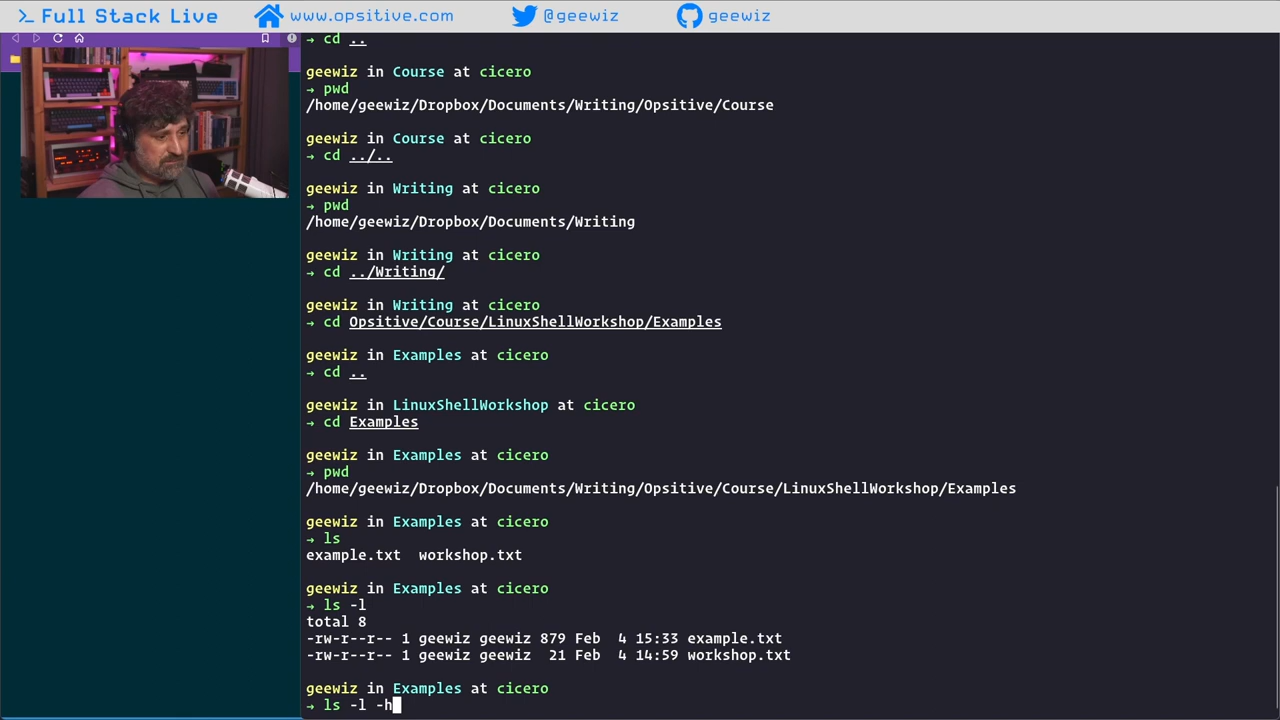 >_ Full Stack Live www.opsitive.com @geewiz geewiz
→ cd ..
geewiz in Course at cicero
→ pwd
/home/geewiz/Dropbox/Documents/Writing/Opsitive/Course
geewiz in Course at cicero
→ cd ../..
geewiz in Writing at cicero
→ pwd
/home/geewiz/Dropbox/Documents/Writing
geewiz in Writing at cicero
→ cd ../Writing/
geewiz in Writing at cicero
→ cd Opsitive/Course/LinuxShellWorkshop/Examples
geewiz in Examples at cicero
→ cd ..
geewiz in LinuxShellWorkshop at cicero
→ cd Examples
geewiz in Examples at cicero
→ pwd
/home/geewiz/Dropbox/Documents/Writing/Opsitive/Course/LinuxShellWorkshop/Examples
geewiz in Examples at cicero
→ ls
example.txt  workshop.txt
geewiz in Examples at cicero
→ ls -l
total 8
-rw-r--r-- 1 geewiz geewiz 879 Feb  4 15:33 example.txt
-rw-r--r-- 1 geewiz geewiz  21 Feb  4 14:59 workshop.txt
geewiz in Examples at cicero
→ ls -l -h